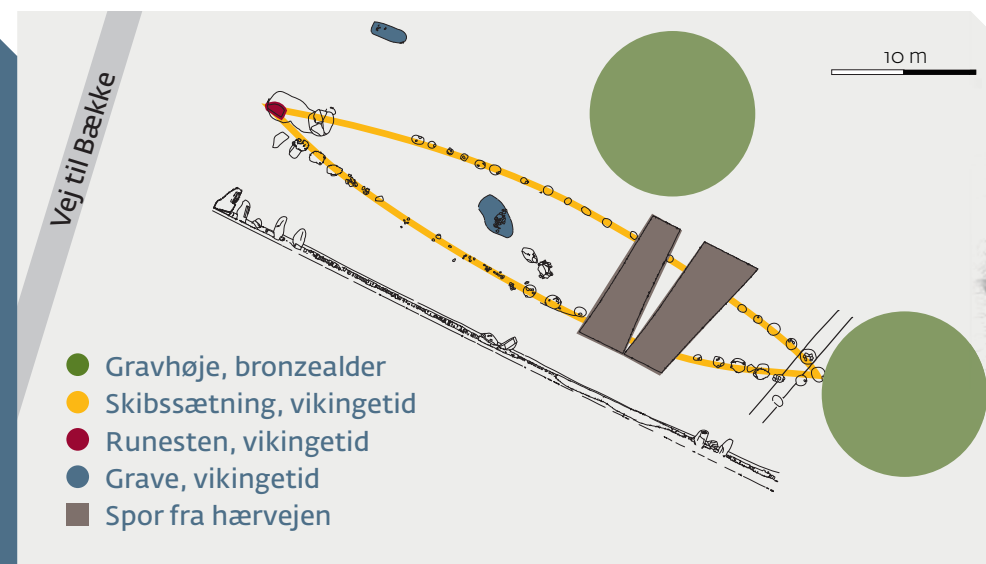 10 m
Vej til Bække
Gravhøje, bronzealder
Skibssætning, vikingetid
Runesten, vikingetid
Grave, vikingetid
Spor fra hærvejen